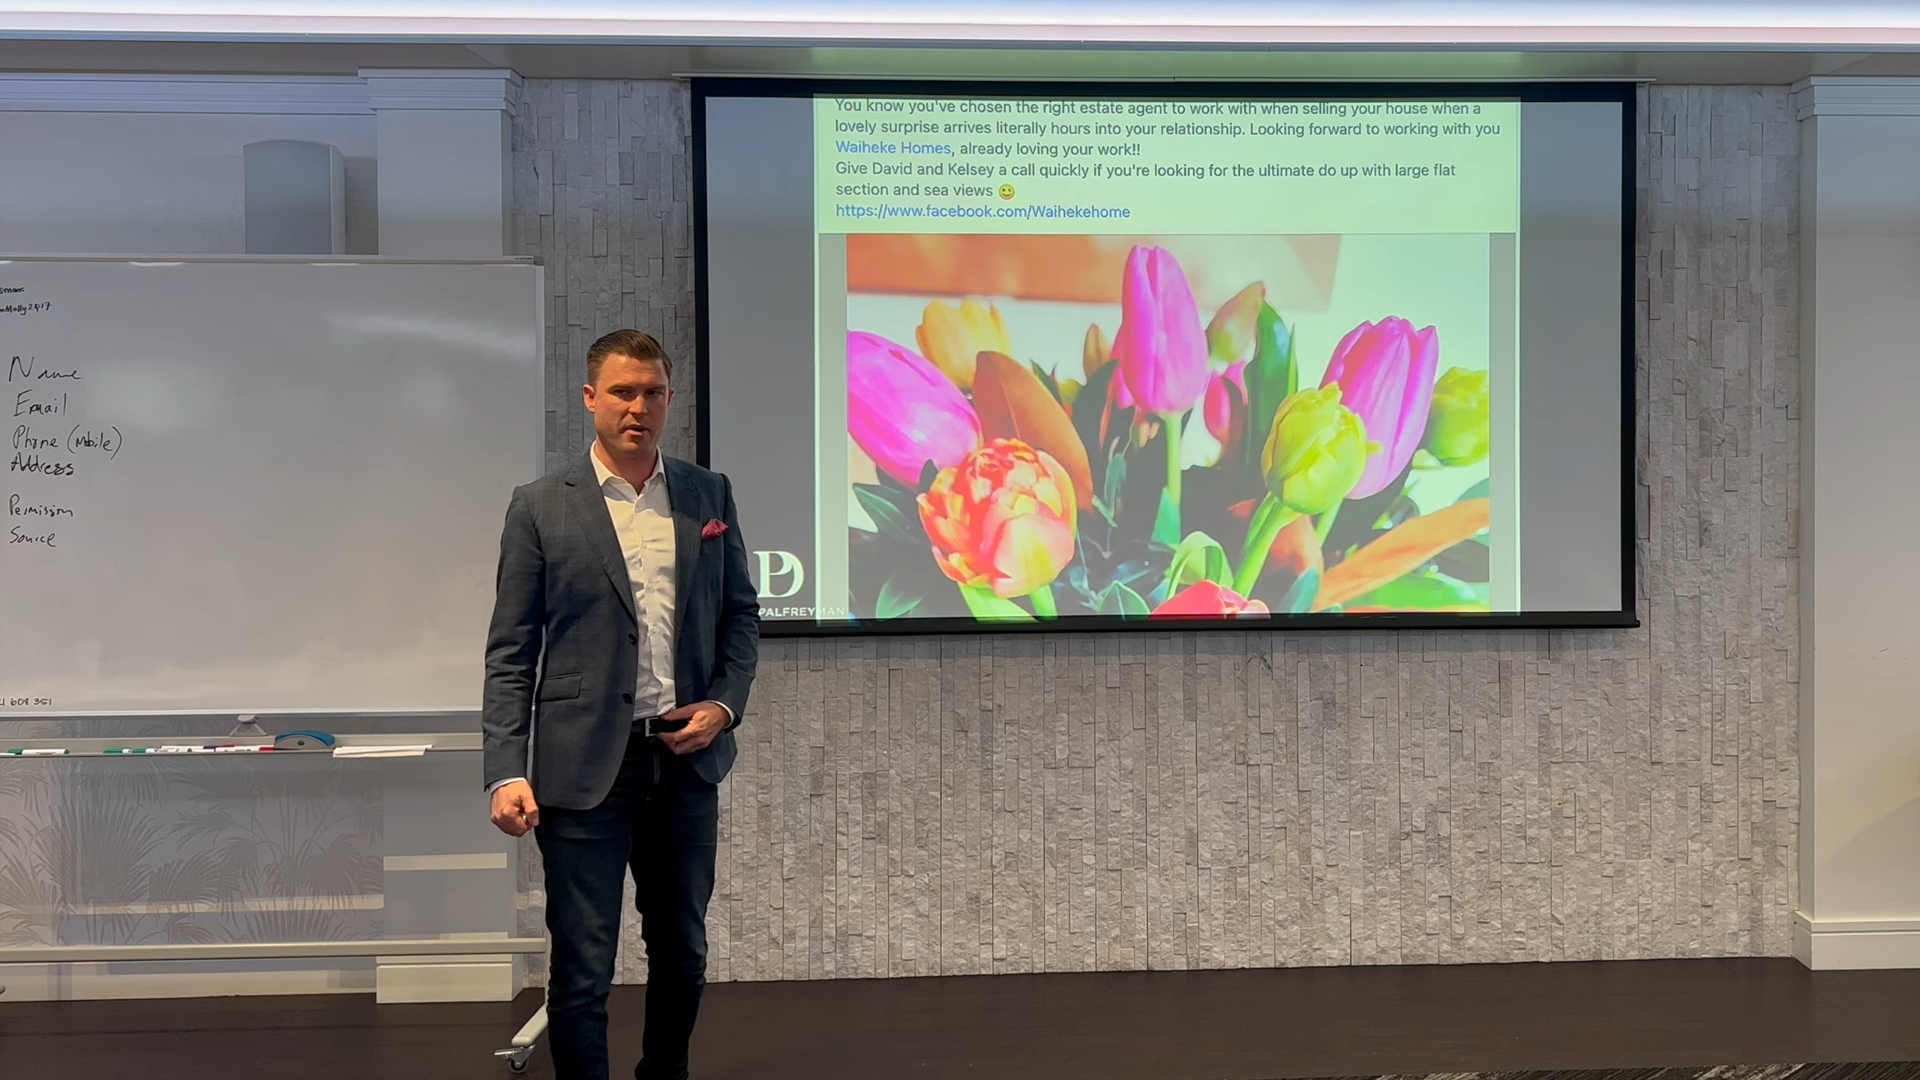 You know you've chosen the right estate agent to work with when selling your house when a
lovely surprise arrives literally hours into your relationship. Looking forward to working with you
Waiheke Homes, already loving your work!!
Give David and Kelsey a call quickly if you're looking for the ultimate do up with large flat
section and sea views 😀
https://www.facebook.com/Waihekehome
PD
PALFREYMAN
Name
Email
Phone (Mobile)
Address
Permission
Source
608 351